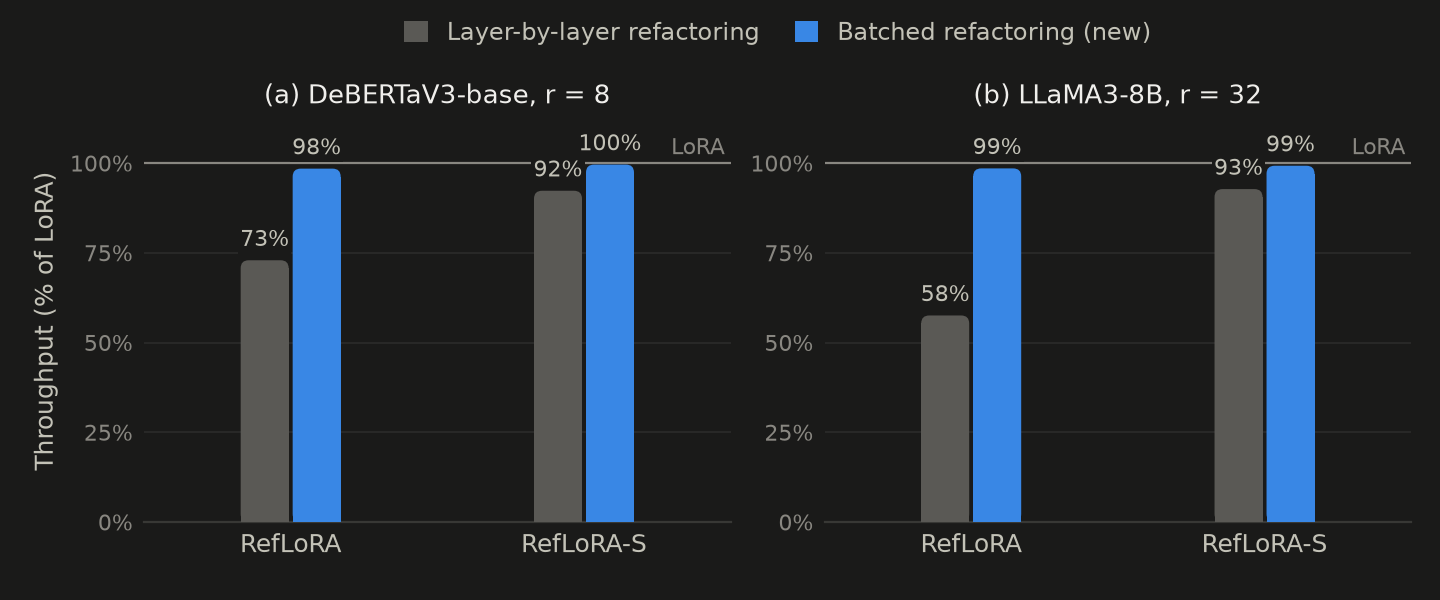 Layer-by-layer refactoring
Batched refactoring (new)
(a) DeBERTaV3-base, r = 8
Throughput (% of LoRA)
100%
75%
50%
25%
0%
73%
98%
92%
100%
LoRA
RefLoRA
RefLoRA-S
(b) LLaMA3-8B, r = 32
100%
75%
50%
25%
0%
58%
99%
93%
99%
LoRA
RefLoRA
RefLoRA-S